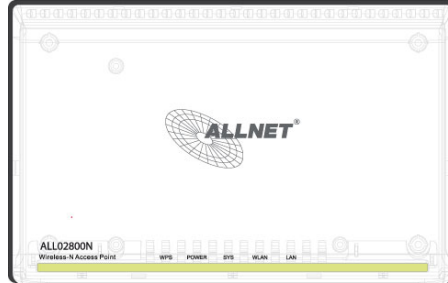 ALLNET®
ALL02800N
Wireless-N Access Point
WPS POWER SYS WLAN LAN